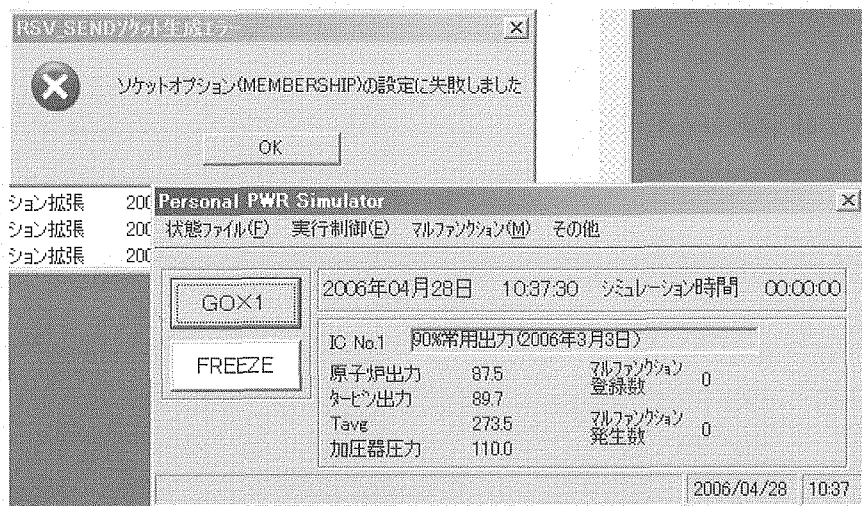 RSV_SENDソケット生成エラー
ソケットオプション(MEMBERSHIP)の設定に失敗しました
OK
ション拡張 200
ション拡張 200
ション拡張 200
Personal PWR Simulator
状態ファイル(F) 実行制御(E) マルファンクション(M) その他
GO×1
FREEZE
2006年04月28日 10:37:30 シミュレーション時間 00:00:00
IC No.1 90%常用出力(2006年3月3日)
原子炉出力 87.5
タービン出力 89.7
Tavg 273.5
加圧器圧力 110.0
マルファンクション
登録数 0
マルファンクション
発生数 0
2006/04/28 10:37